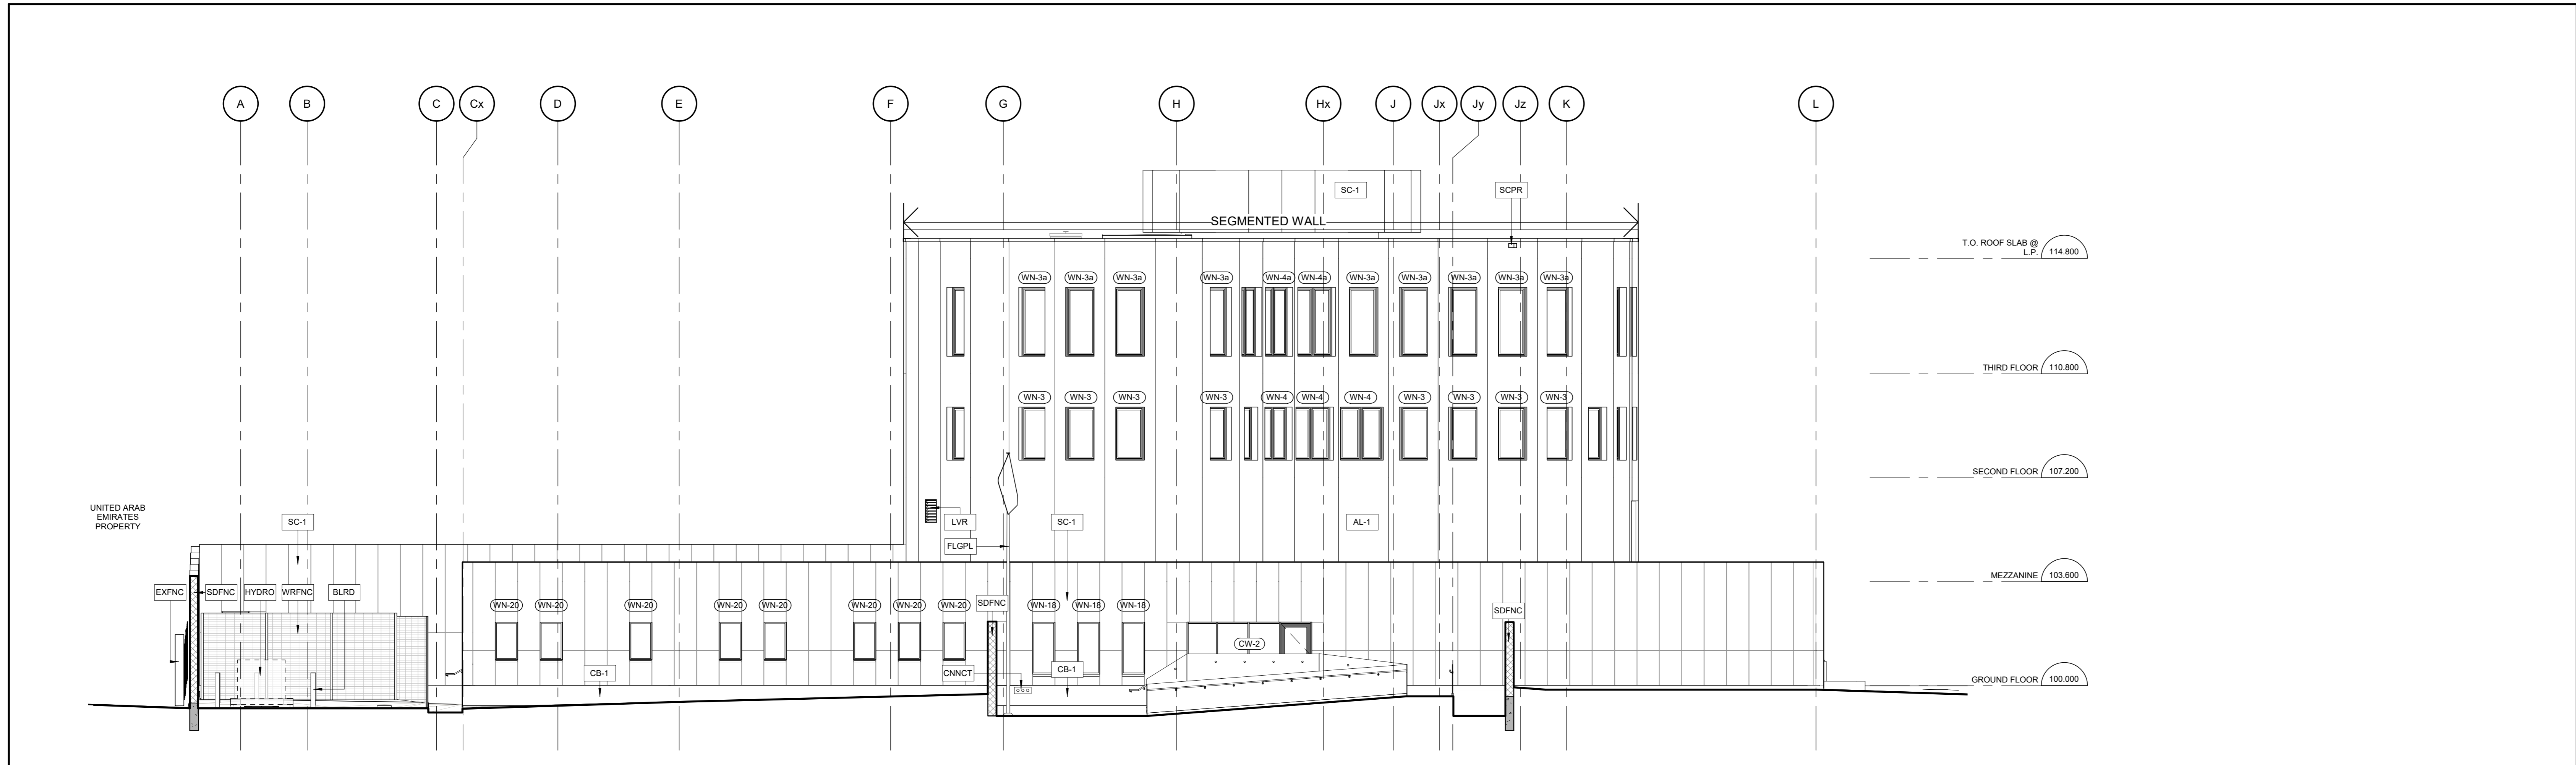 A B C Cx D E F G H Hx J Jx Jy Jz K L
SC-1 SCPR
SEGMENTED WALL
T.O. ROOF SLAB @
L.P. 114.800
WN-3a WN-3a WN-3a WN-3a WN-4a WN-4a WN-3a WN-3a WN-3a WN-3a WN-3a
THIRD FLOOR 110.800
WN-3 WN-3 WN-3 WN-3 WN-4 WN-4 WN-4 WN-3 WN-3 WN-3 WN-3
SECOND FLOOR 107.200
UNITED ARAB
EMIRATES
PROPERTY
SC-1 LVR SC-1 AL-1
FLGPL
MEZZANINE 103.600
EXFNC SDFNC HYDRO WRFNC BLRD
WN-20 WN-20 WN-20 WN-20 WN-20 WN-20 WN-20 WN-20 SDFNC WN-18 WN-18 WN-18 SDFNC
CW-2
CB-1 CNNCT CB-1
GROUND FLOOR 100.000